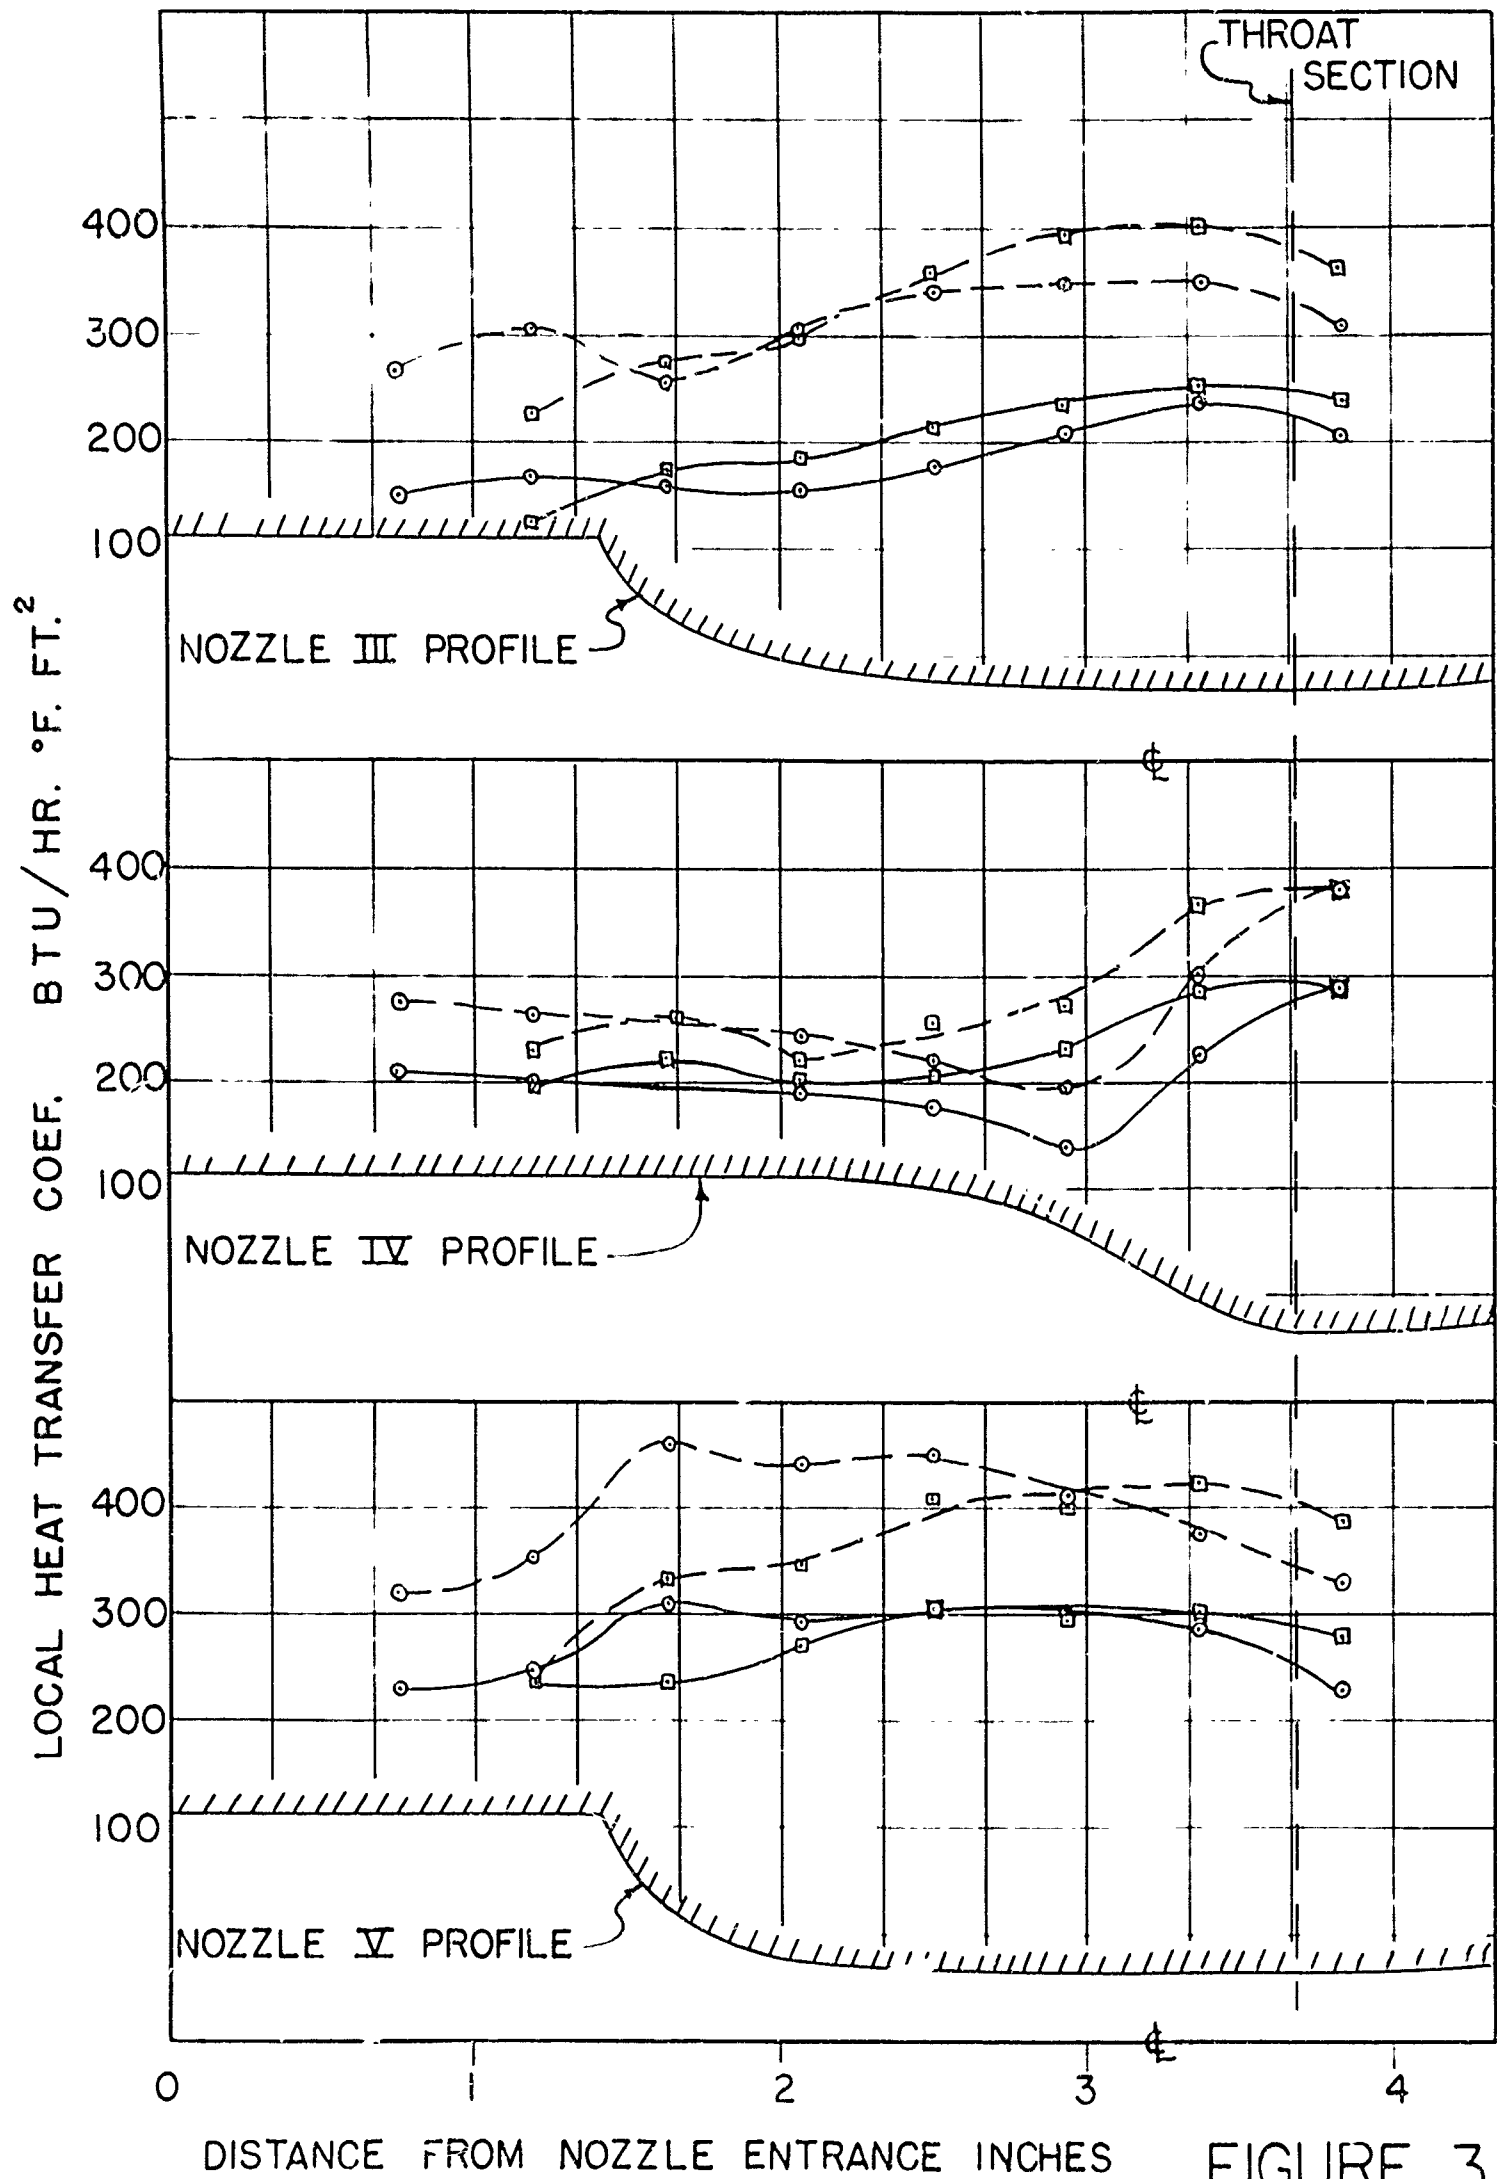 THROAT
SECTION
400
300
200
100
NOZZLE III PROFILE
℄
400
300
200
100
NOZZLE IV PROFILE
℄
400
300
200
100
NOZZLE V PROFILE
℄
0 1 2 3 4
LOCAL HEAT TRANSFER COEF. BTU/HR. °F. FT.²
DISTANCE FROM NOZZLE ENTRANCE INCHES
FIGURE 3